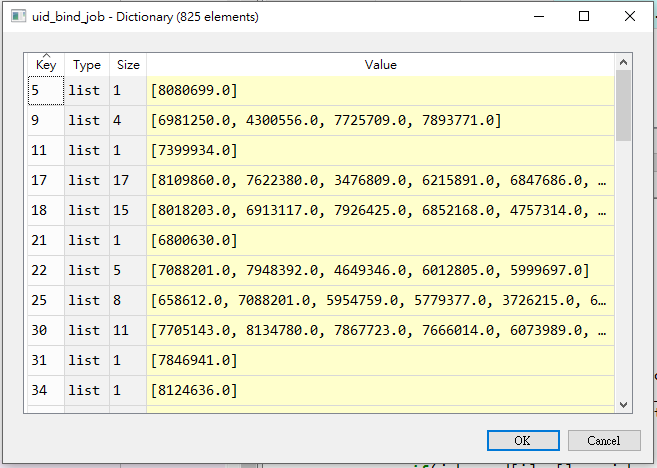 uid_bind_job - Dictionary (825 elements)
Key Type Size Value
5 list 1 [8080699.0]
9 list 4 [6981250.0, 4300556.0, 7725709.0, 7893771.0]
11 list 1 [7399934.0]
17 list 17 [8109860.0, 7622380.0, 3476809.0, 6215891.0, 6847686.0, …
18 list 15 [8018203.0, 6913117.0, 7926425.0, 6852168.0, 4757314.0, …
21 list 1 [6800630.0]
22 list 5 [7088201.0, 7948392.0, 4649346.0, 6012805.0, 5999697.0]
25 list 8 [658612.0, 7088201.0, 5954759.0, 5779377.0, 3726215.0, 6…
30 list 11 [7705143.0, 8134780.0, 7867723.0, 7666014.0, 6073989.0, …
31 list 1 [7846941.0]
34 list 1 [8124636.0]
OK Cancel